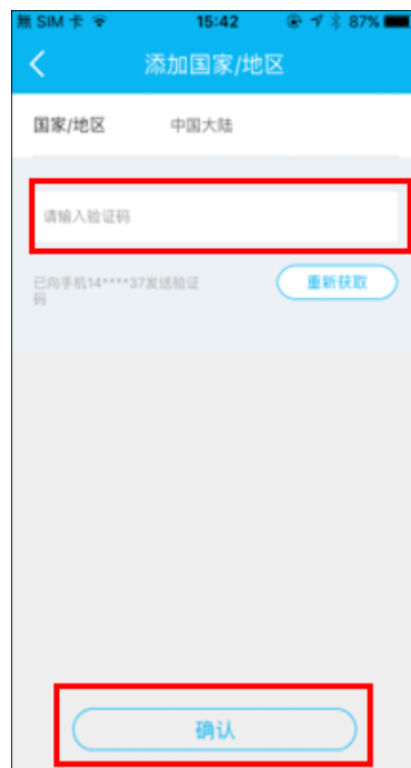 無 SIM 卡 15:42 87%
添加国家/地区
国家/地区 中国大陆
请输入验证码
已向手机14****37发送验证
码
重新获取
确认